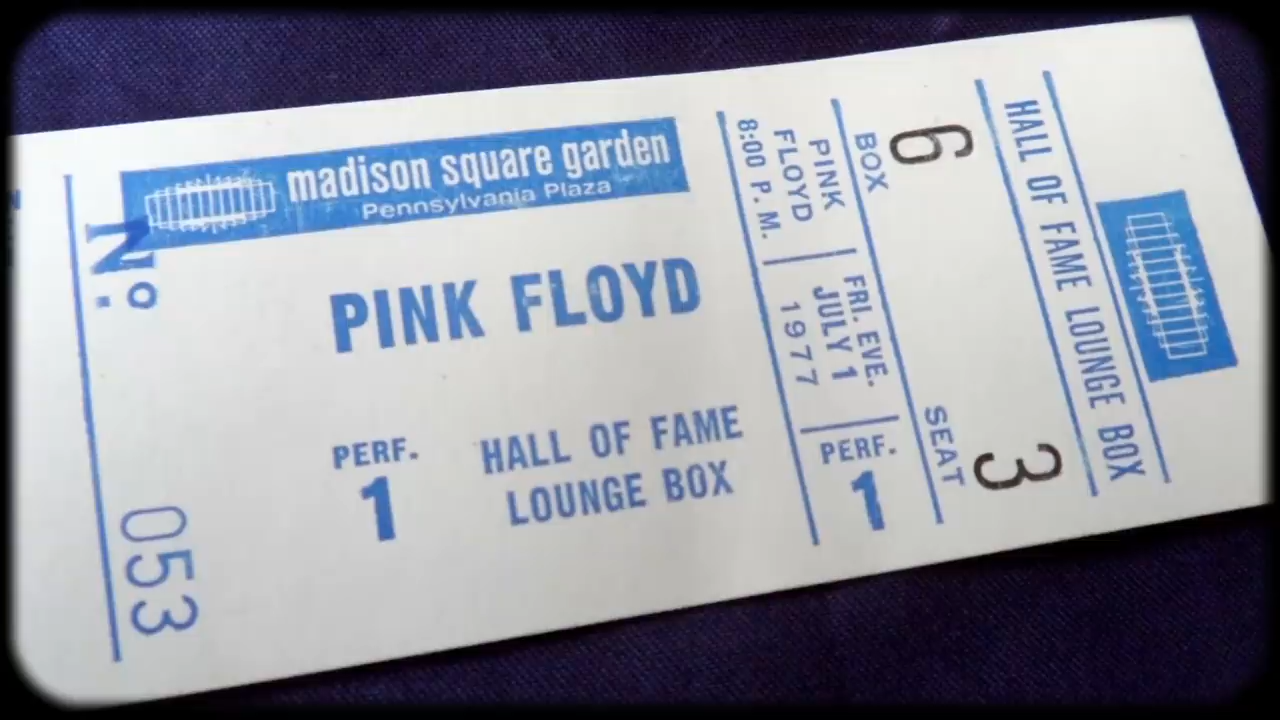 madison square garden
Pennsylvania Plaza
No.
053
PINK FLOYD
PERF.
1
HALL OF FAME
LOUNGE BOX
PINK
FLOYD
8:00 P.M.
FRI. EVE.
JULY 1
1977
PERF.
1
BOX
6
SEAT
3
HALL OF FAME LOUNGE BOX